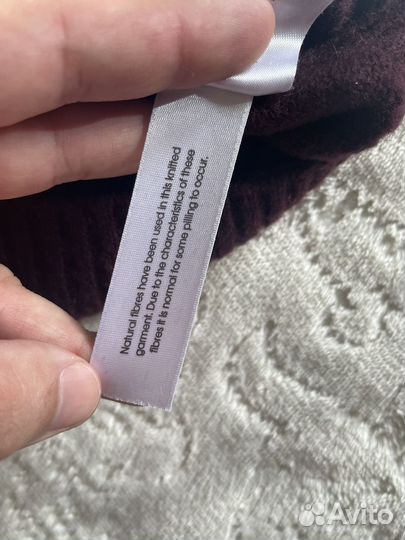 Natural fibres have been used in this knitted
garment. Due to the characteristics of these
fibres it is normal for some pilling to occur.
Avito